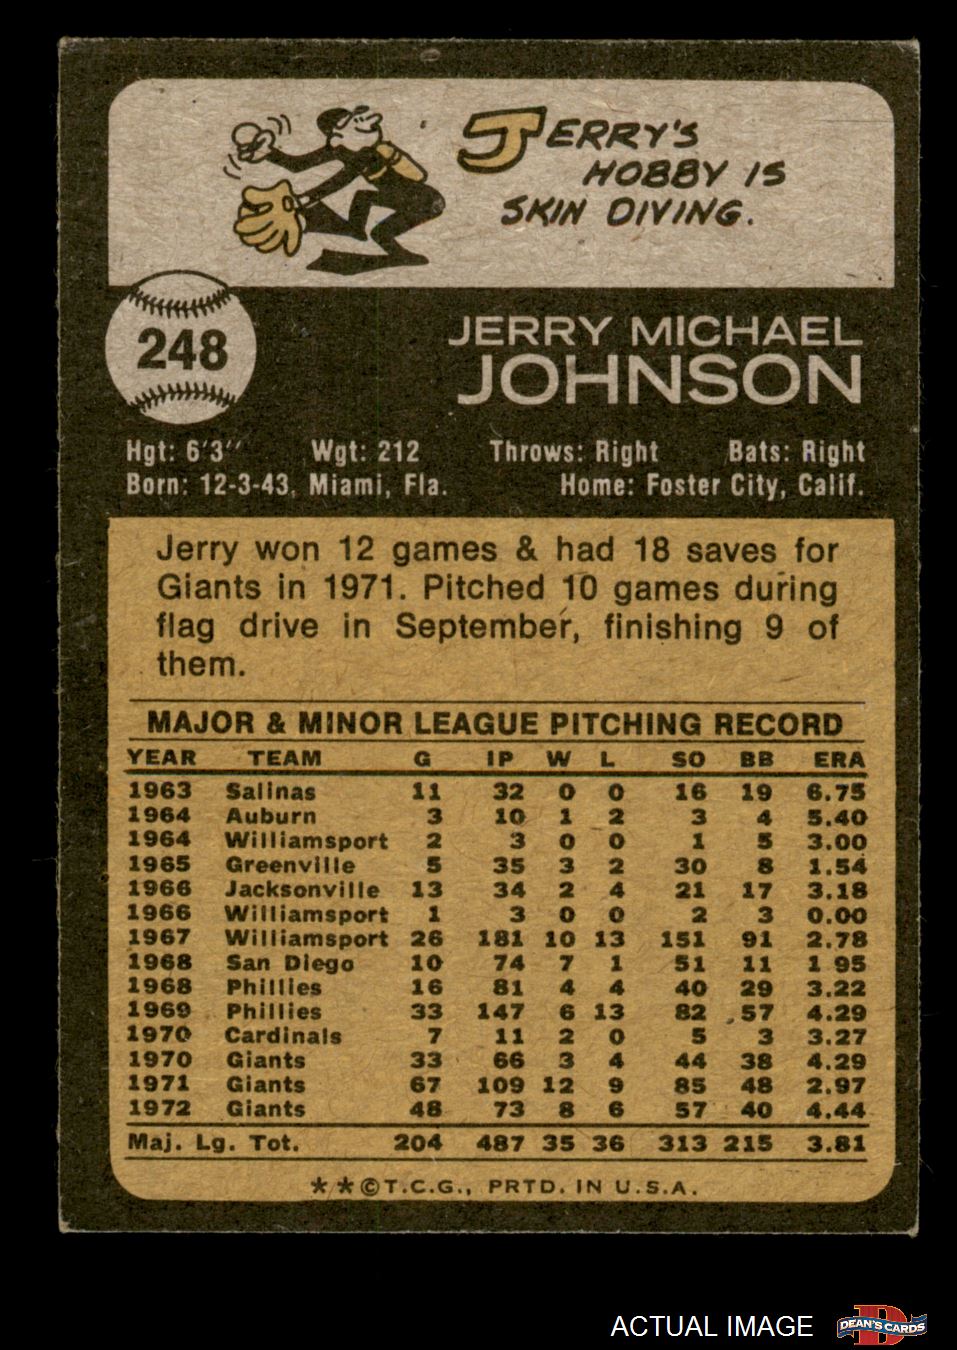 JERRY'S
HOBBY IS
SKIN DIVING.
248
JERRY MICHAEL
JOHNSON
Hgt: 6'3'' Wgt: 212 Throws: Right Bats: Right
Born: 12-3-43, Miami, Fla. Home: Foster City, Calif.
Jerry won 12 games & had 18 saves for
Giants in 1971. Pitched 10 games during
flag drive in September, finishing 9 of
them.
MAJOR & MINOR LEAGUE PITCHING RECORD
YEAR TEAM G IP W L SO BB ERA
1963 Salinas 11 32 0 0 16 19 6.75
1964 Auburn 3 10 1 2 3 4 5.40
1964 Williamsport 2 3 0 0 1 5 3.00
1965 Greenville 5 35 3 2 30 8 1.54
1966 Jacksonville 13 34 2 4 21 17 3.18
1966 Williamsport 1 3 0 0 2 3 0.00
1967 Williamsport 26 181 10 13 151 91 2.78
1968 San Diego 10 74 7 1 51 11 1 95
1968 Phillies 16 81 4 4 40 29 3.22
1969 Phillies 33 147 6 13 82 57 4.29
1970 Cardinals 7 11 2 0 5 3 3.27
1970 Giants 33 66 3 4 44 38 4.29
1971 Giants 67 109 12 9 85 48 2.97
1972 Giants 48 73 8 6 57 40 4.44
Maj. Lg. Tot. 204 487 35 36 313 215 3.81
**©T.C.G., PRTD. IN U.S.A.
ACTUAL IMAGE
D
DEAN'S CARDS